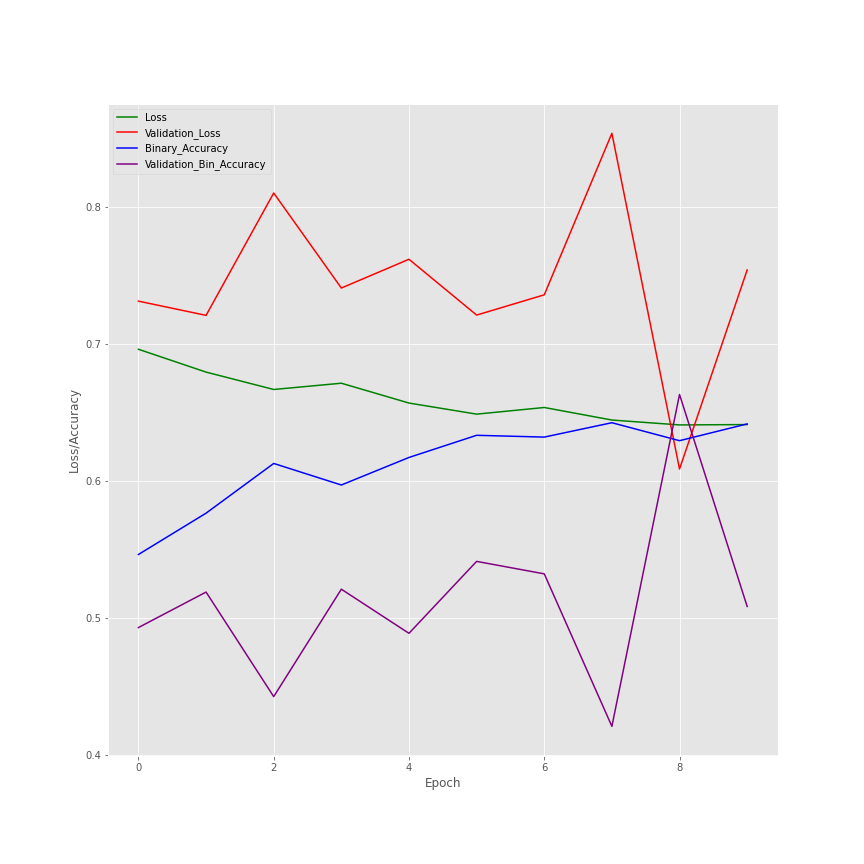 Loss
Validation_Loss
Binary_Accuracy
Validation_Bin_Accuracy
0.8
0.7
0.6
0.5
0.4
Loss/Accuracy
0 2 4 6 8
Epoch